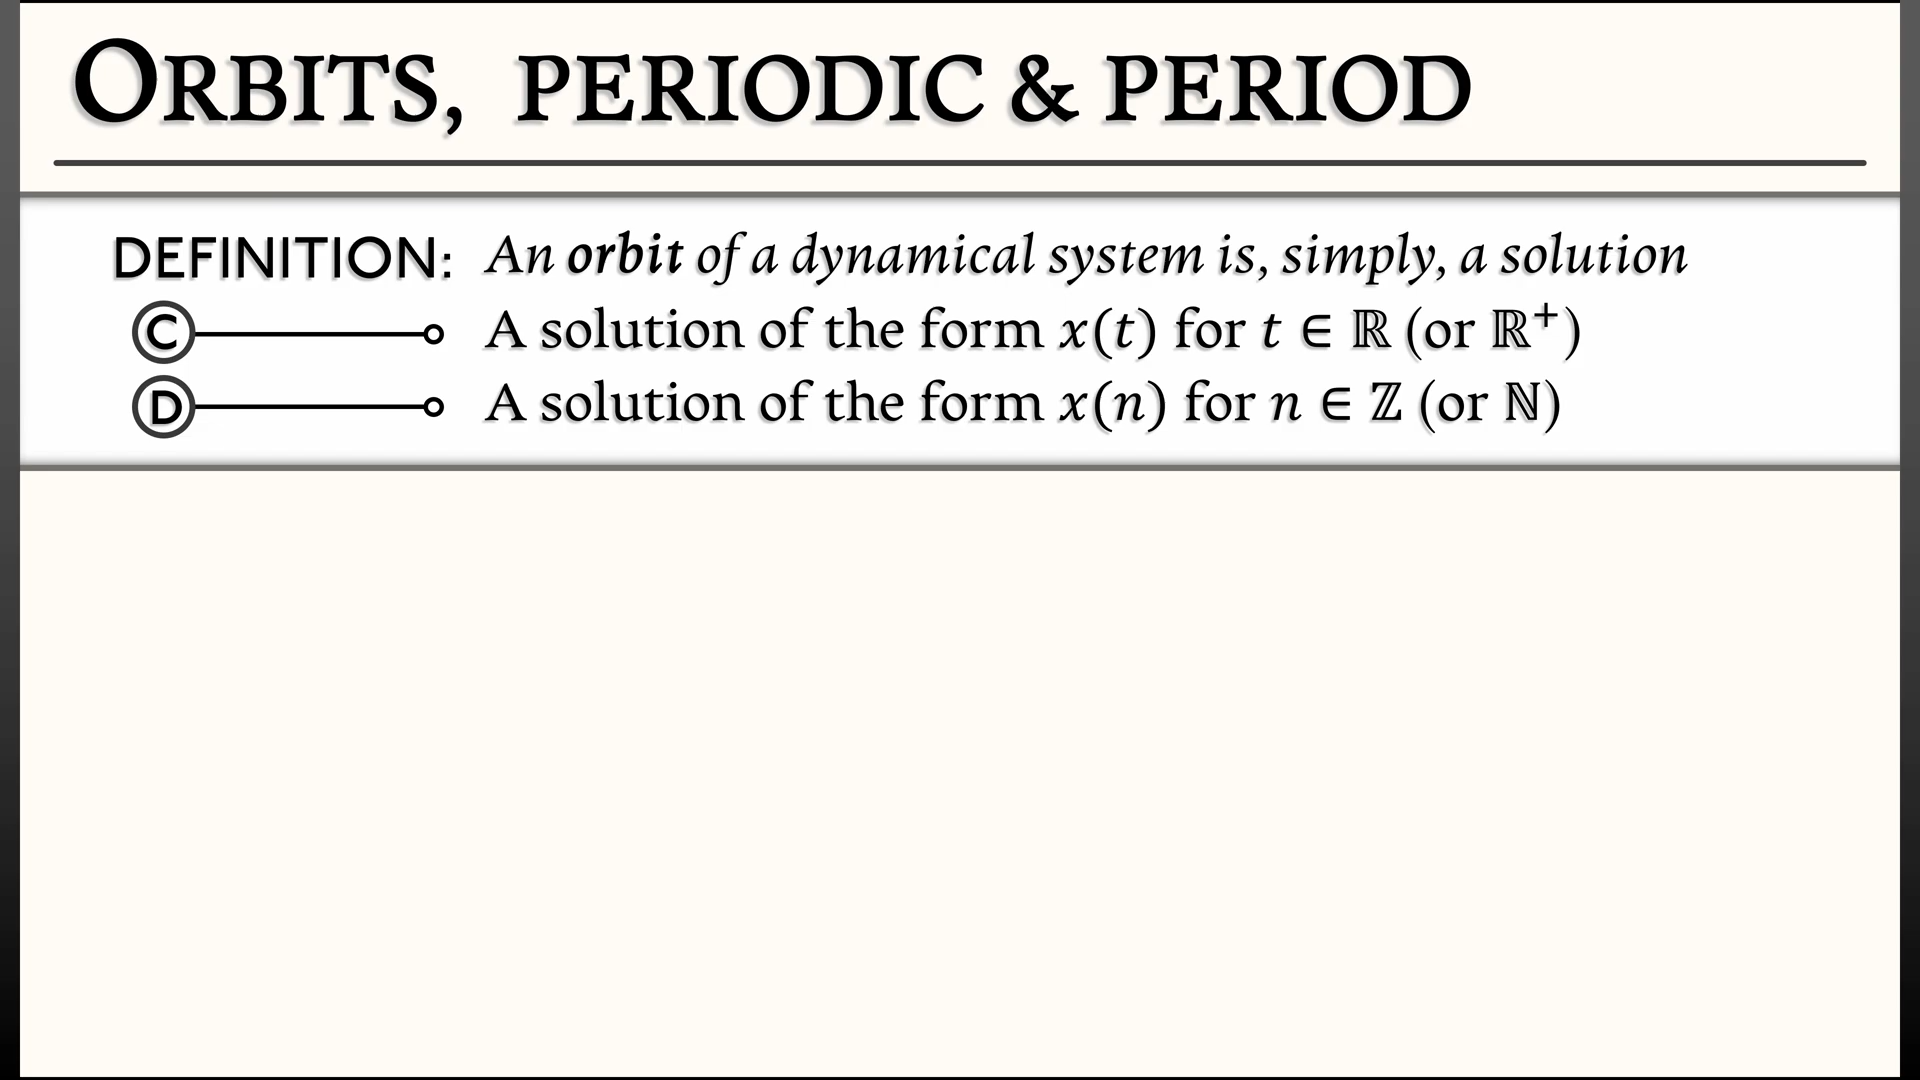 ORBITS, PERIODIC & PERIOD
DEFINITION: An orbit of a dynamical system is, simply, a solution
C A solution of the form x(t) for t ∈ ℝ (or ℝ⁺)
D A solution of the form x(n) for n ∈ ℤ (or ℕ)